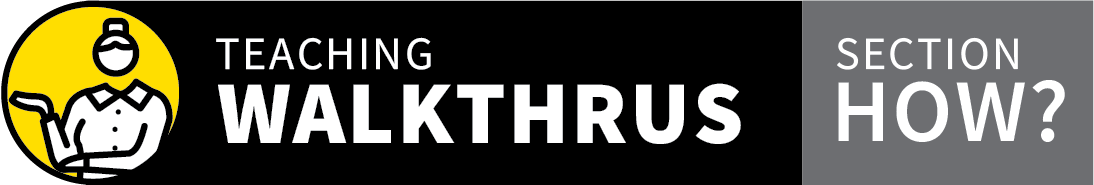 TEACHING
WALKTHRUS
SECTION
HOW?